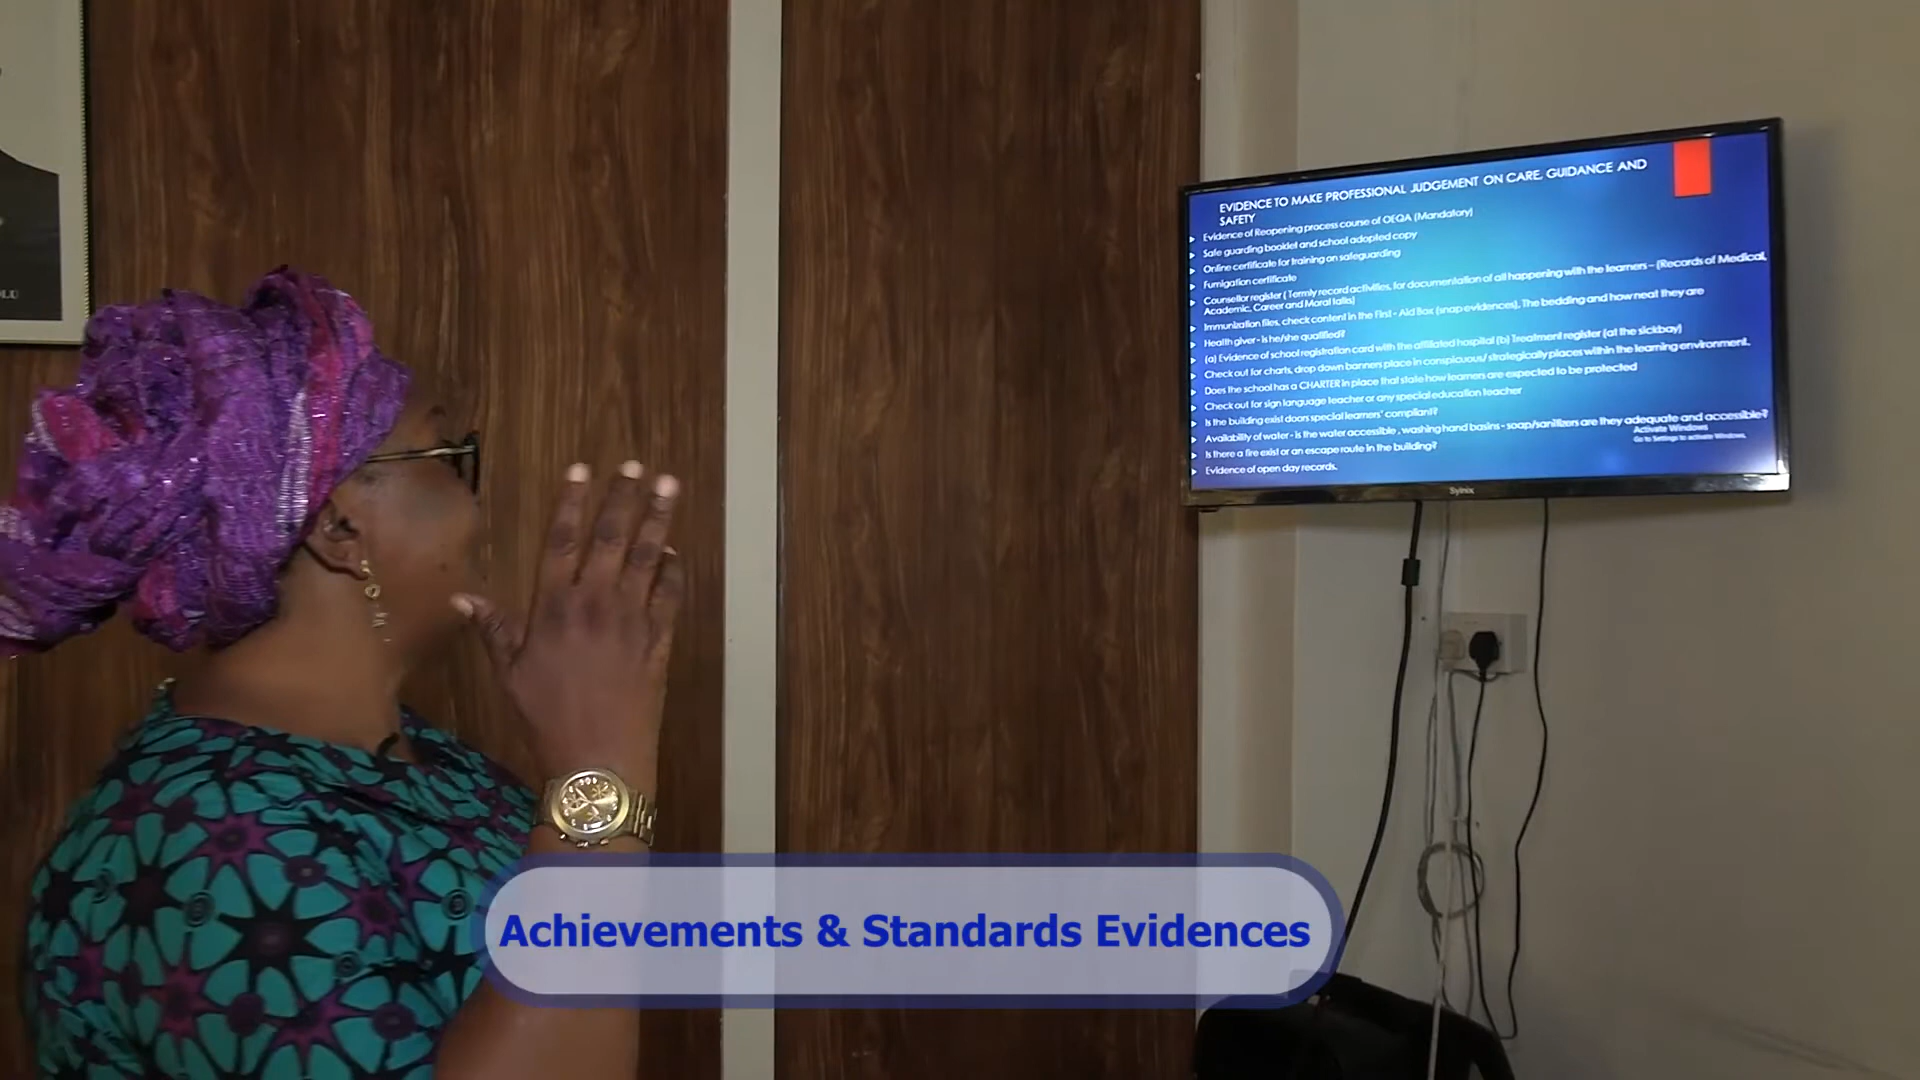 EVIDENCE TO MAKE PROFESSIONAL JUDGEMENT ON CARE, GUIDANCE AND
SAFETY
Evidence of Reopening process course of OEQA (Mandatory)
Safe guarding booklet and school adopted copy
Online certificate for training on safeguarding
Fumigation certificate
Counsellor register ( Termly record activities, for documentation of all happening with the learners – (Records of Medical,
Academic, Career and Moral talks)
Immunization files, check content in the First - Aid Box (snap evidences), The bedding and how neat they are
Health giver - is he/she qualified?
(a) Evidence of school registration card with the affiliated hospital (b) Treatment register (at the sickbay)
Check out for charts, drop down banners place in conspicuous/ strategically places within the learning environment.
Does the school has a CHARTER in place that state how learners are expected to be protected
Check out for sign language teacher or any special education teacher
Is the building exist doors special learners' compliant?
Availability of water - is the water accessible , washing hand basins - soap/sanitizers are they adequate and accessible?
Is there a fire exist or an escape route in the building?
Evidence of open day records.
Activate Windows
Go to Settings to activate Windows.
Syinix
Achievements & Standards Evidences